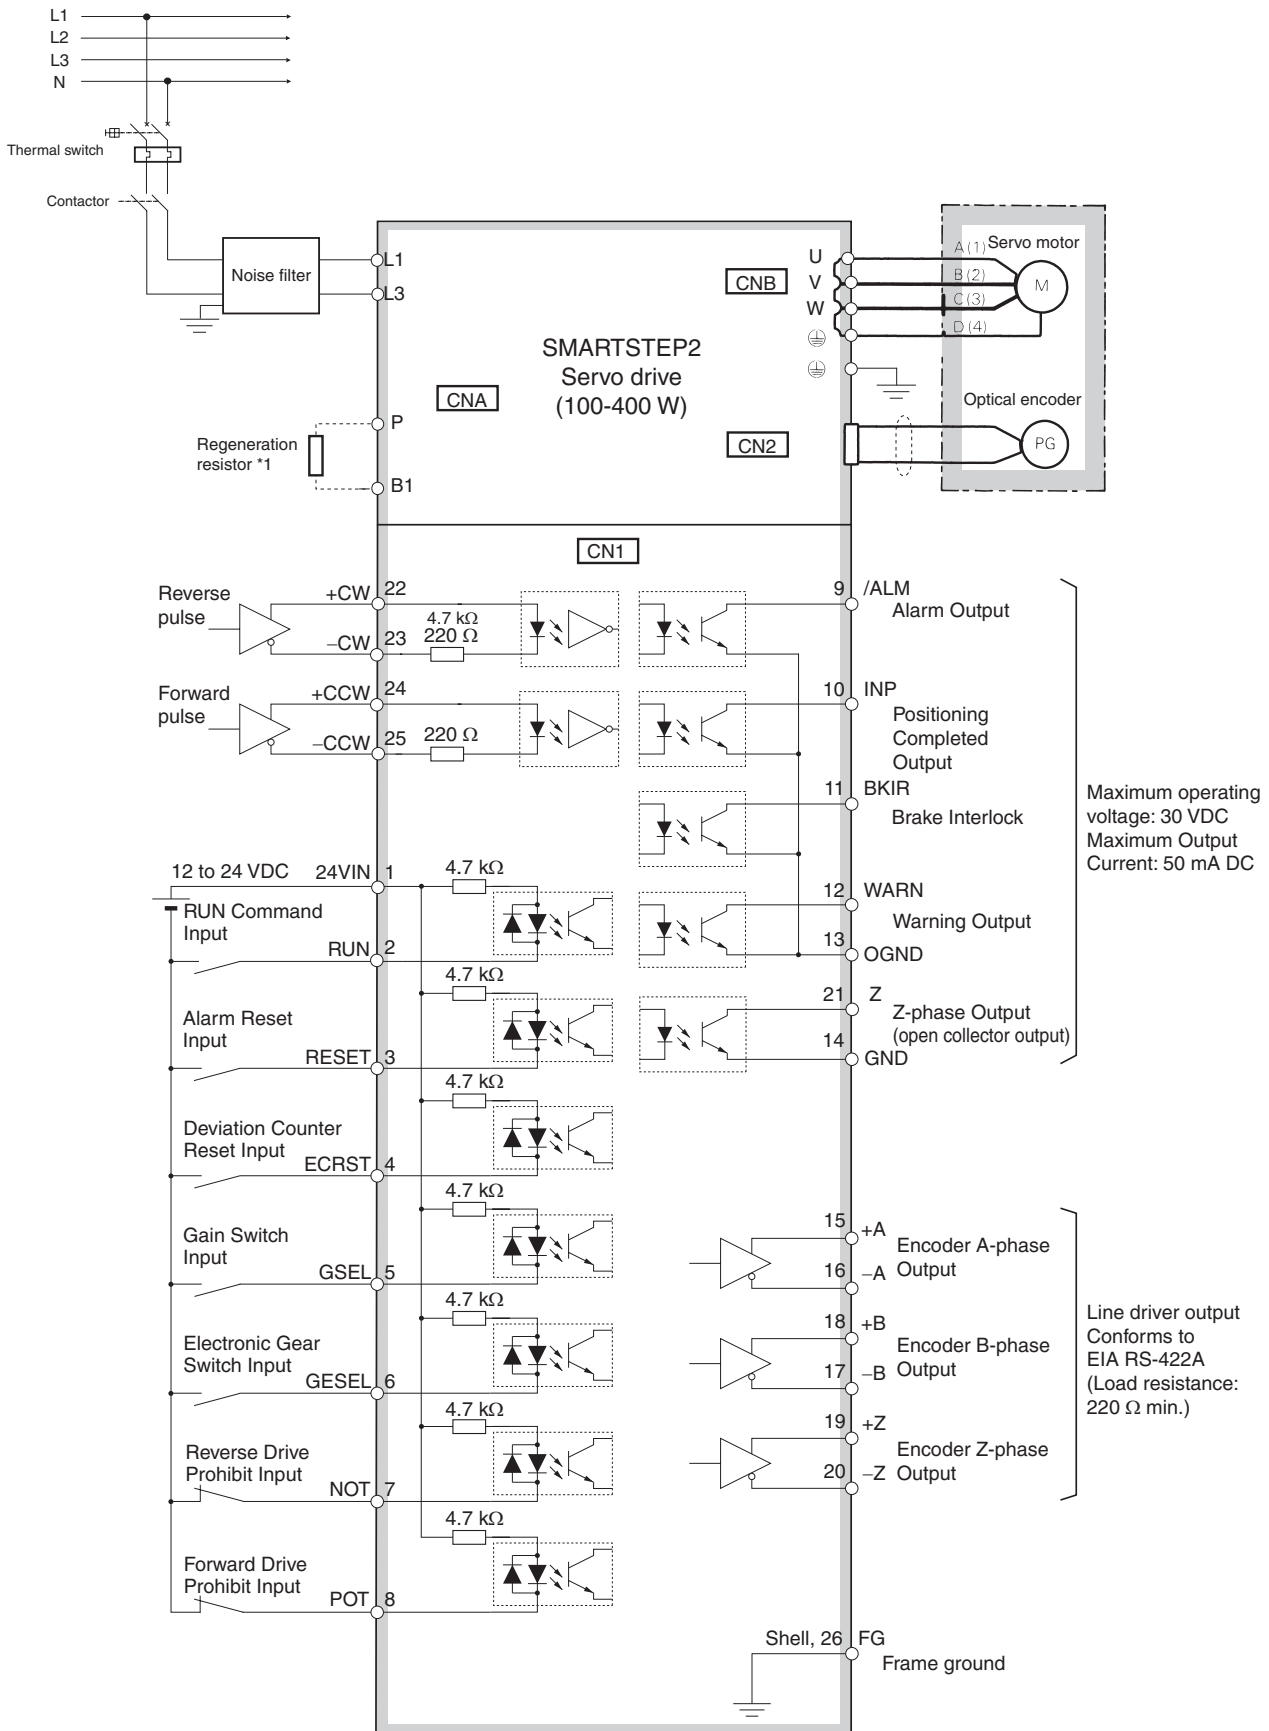 L1
L2
L3
N
Thermal switch
Contactor
Noise filter
L1
L3
SMARTSTEP2
Servo drive
(100-400 W)
CNA
CNB
CN2
U
V
W
A (1)
B (2)
C (3)
D (4)
Servo motor
M
Optical encoder
PG
Regeneration
resistor *1
P
B1
CN1
Reverse
pulse
+CW
22
–CW
23
4.7 kΩ
220 Ω
Forward
pulse
+CCW
24
–CCW
25
220 Ω
12 to 24 VDC
24VIN
1
4.7 kΩ
RUN Command
Input
RUN
2
4.7 kΩ
Alarm Reset
Input
RESET
3
4.7 kΩ
Deviation Counter
Reset Input
ECRST
4
4.7 kΩ
Gain Switch
Input
GSEL
5
4.7 kΩ
Electronic Gear
Switch Input
GESEL
6
4.7 kΩ
Reverse Drive
Prohibit Input
NOT
7
4.7 kΩ
Forward Drive
Prohibit Input
POT
8
9
/ALM
Alarm Output
10
INP
Positioning
Completed
Output
11
BKIR
Brake Interlock
12
WARN
Warning Output
13
OGND
21
Z
Z-phase Output
(open collector output)
14
GND
Maximum operating
voltage: 30 VDC
Maximum Output
Current: 50 mA DC
15
+A
Encoder A-phase
Output
16
–A
18
+B
Encoder B-phase
Output
17
–B
19
+Z
Encoder Z-phase
Output
20
–Z
Line driver output
Conforms to
EIA RS-422A
(Load resistance:
220 Ω min.)
Shell, 26
FG
Frame ground